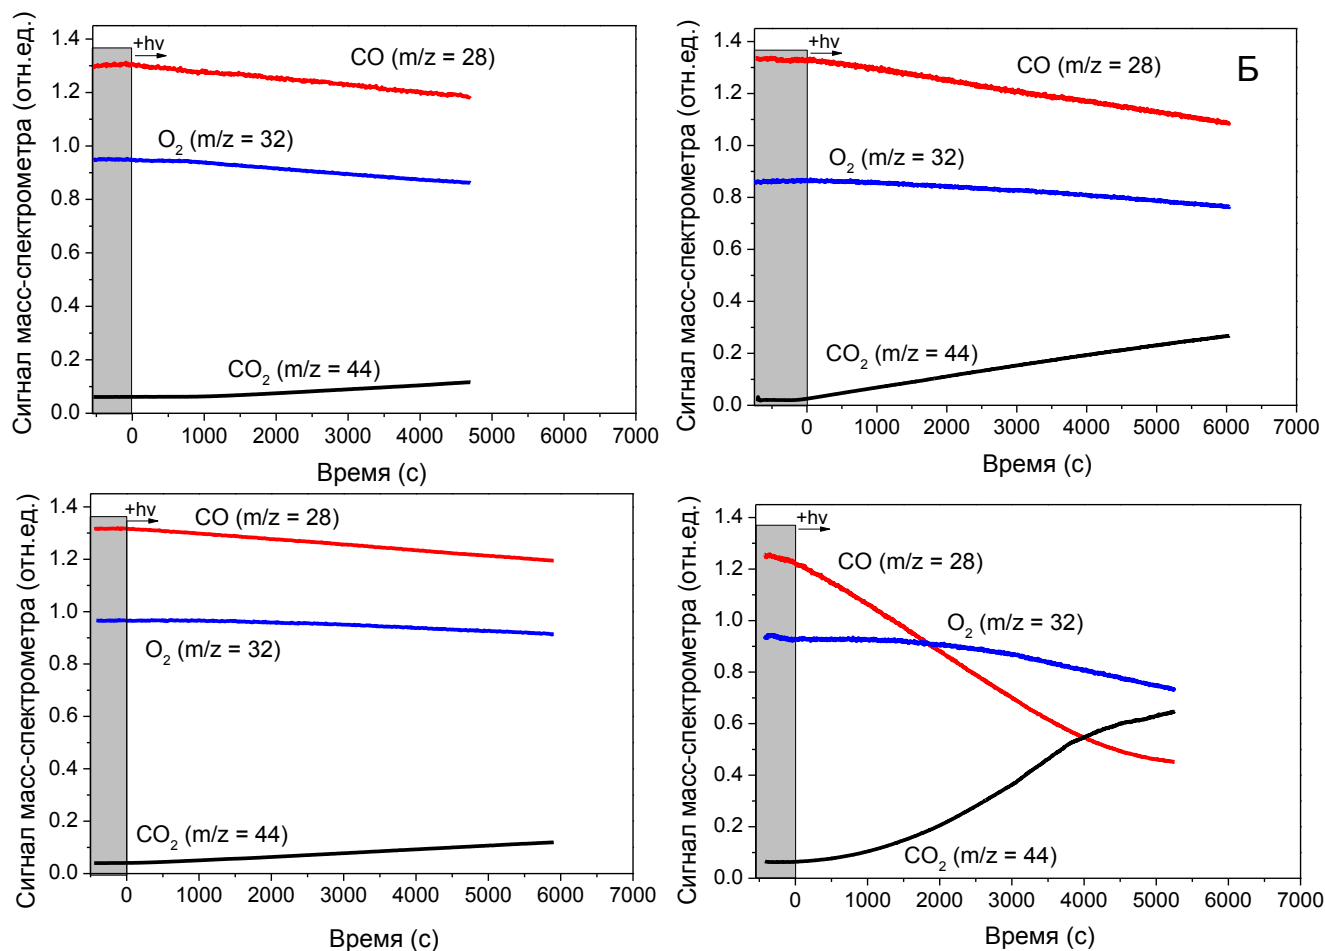 Сигнал масс-спектрометра (отн.ед.)
1.4
1.2
1.0
0.8
0.6
0.4
0.2
0.0
+hν
CO (m/z = 28)
O2 (m/z = 32)
CO2 (m/z = 44)
0 1000 2000 3000 4000 5000 6000 7000
Время (с)
Сигнал масс-спектрометра (отн.ед.)
1.4
1.2
1.0
0.8
0.6
0.4
0.2
0.0
+hν
CO (m/z = 28)
Б
O2 (m/z = 32)
CO2 (m/z = 44)
0 1000 2000 3000 4000 5000 6000 7000
Время (с)
Сигнал масс-спектрометра (отн.ед.)
1.4
1.2
1.0
0.8
0.6
0.4
0.2
0.0
+hν
CO (m/z = 28)
O2 (m/z = 32)
CO2 (m/z = 44)
0 1000 2000 3000 4000 5000 6000 7000
Время (с)
Сигнал масс-спектрометра (отн.ед.)
1.4
1.2
1.0
0.8
0.6
0.4
0.2
0.0
+hν
CO (m/z = 28)
O2 (m/z = 32)
CO2 (m/z = 44)
0 1000 2000 3000 4000 5000 6000 7000
Время (с)